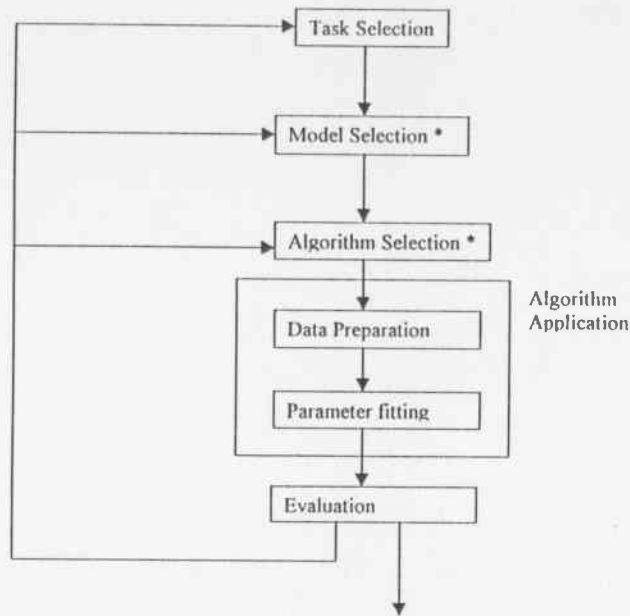 Task Selection
Model Selection *
Algorithm Selection *
Algorithm
Application
Data Preparation
Parameter fitting
Evaluation